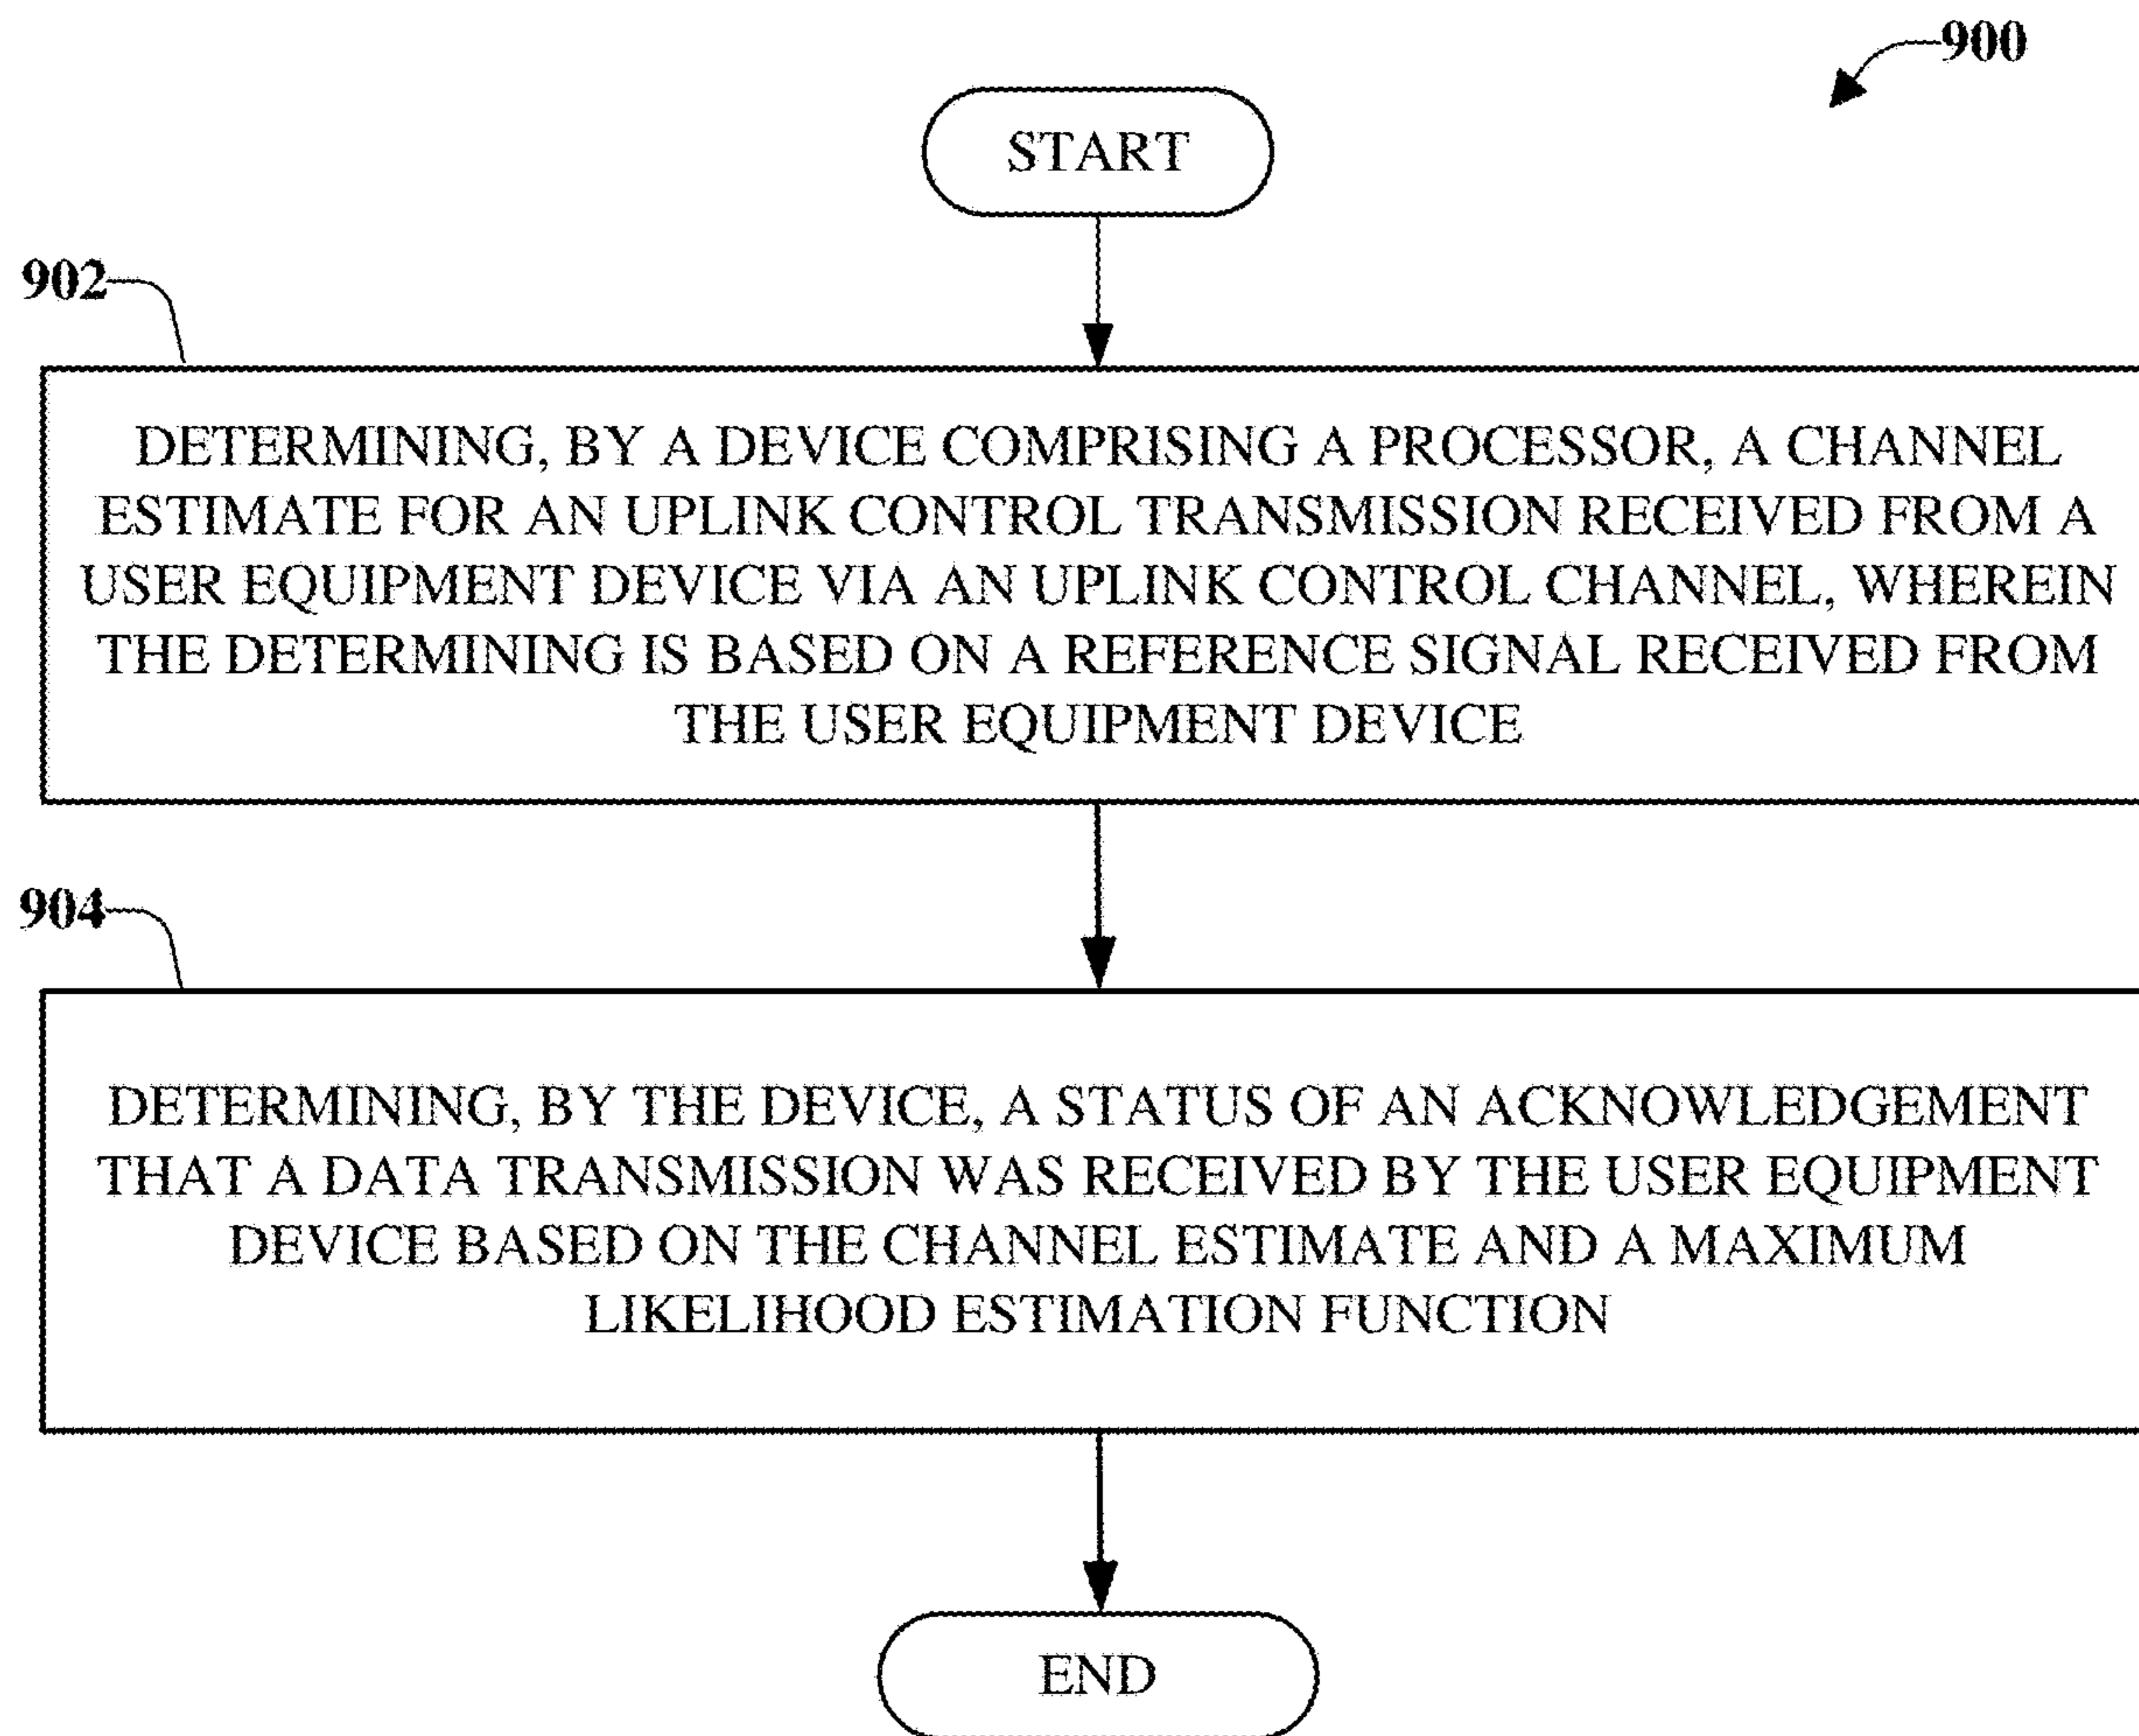 900
START
902
DETERMINING, BY A DEVICE COMPRISING A PROCESSOR, A CHANNEL
ESTIMATE FOR AN UPLINK CONTROL TRANSMISSION RECEIVED FROM A
USER EQUIPMENT DEVICE VIA AN UPLINK CONTROL CHANNEL, WHEREIN
THE DETERMINING IS BASED ON A REFERENCE SIGNAL RECEIVED FROM
THE USER EQUIPMENT DEVICE
904
DETERMINING, BY THE DEVICE, A STATUS OF AN ACKNOWLEDGEMENT
THAT A DATA TRANSMISSION WAS RECEIVED BY THE USER EQUIPMENT
DEVICE BASED ON THE CHANNEL ESTIMATE AND A MAXIMUM
LIKELIHOOD ESTIMATION FUNCTION
END